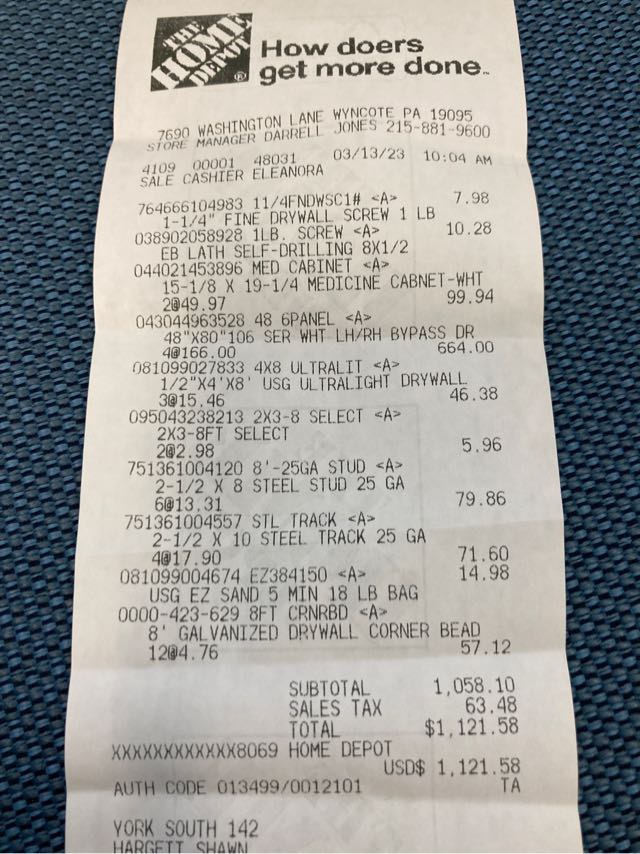 THE
HOME
DEPOT
How doers
get more done™
7690 WASHINGTON LANE WYNCOTE PA 19095
STORE MANAGER DARRELL JONES 215-881-9600
4109 00001 48031 03/13/23 10:04 AM
SALE CASHIER ELEANORA
764666104983 11/4FNDWSC1# <A> 7.98
1-1/4" FINE DRYWALL SCREW 1 LB
038902058928 1LB. SCREW <A> 10.28
EB LATH SELF-DRILLING 8X1/2
044021453896 MED CABINET <A>
15-1/8 X 19-1/4 MEDICINE CABNET-WHT
2@49.97 99.94
043044963528 48 6PANEL <A>
48"X80"106 SER WHT LH/RH BYPASS DR
4@166.00 664.00
081099027833 4X8 ULTRALIT <A>
1/2"X4'X8' USG ULTRALIGHT DRYWALL
3@15.46 46.38
095043238213 2X3-8 SELECT <A>
2X3-8FT SELECT
2@2.98 5.96
751361004120 8'-25GA STUD <A>
2-1/2 X 8 STEEL STUD 25 GA
6@13.31 79.86
751361004557 STL TRACK <A>
2-1/2 X 10 STEEL TRACK 25 GA
4@17.90 71.60
081099004674 EZ384150 <A> 14.98
USG EZ SAND 5 MIN 18 LB BAG
0000-423-629 8FT CRNRBD <A>
8' GALVANIZED DRYWALL CORNER BEAD
12@4.76 57.12
SUBTOTAL 1,058.10
SALES TAX 63.48
TOTAL $1,121.58
XXXXXXXXXXXX8069 HOME DEPOT
USD$ 1,121.58
AUTH CODE 013499/0012101 TA
YORK SOUTH 142
HARGETT SHAWN